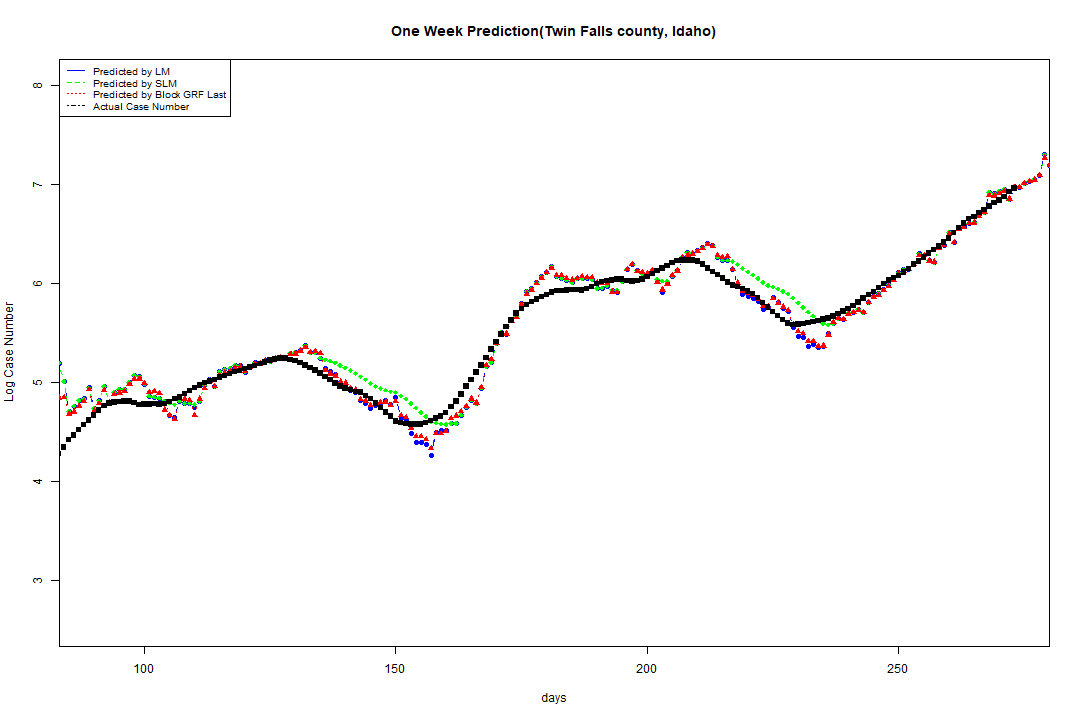 One Week Prediction(Twin Falls county, Idaho)
Predicted by LM
Predicted by SLM
Predicted by Block GRF Last
Actual Case Number
8
7
6
5
4
3
Log Case Number
100 150 200 250
days